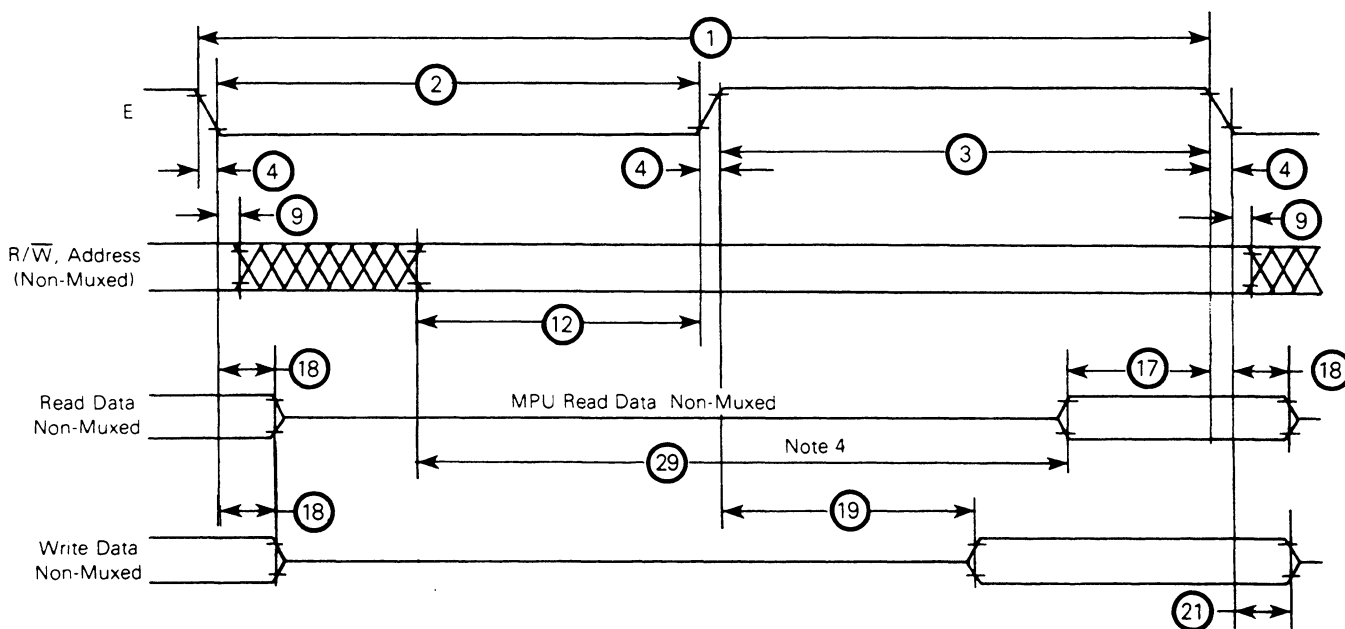 1
2
E
3
4
4
4
9
9
R/W̅, Address
(Non-Muxed)
12
18
17
18
Read Data
Non-Muxed
MPU Read Data Non-Muxed
Note 4
29
18
19
Write Data
Non-Muxed
21